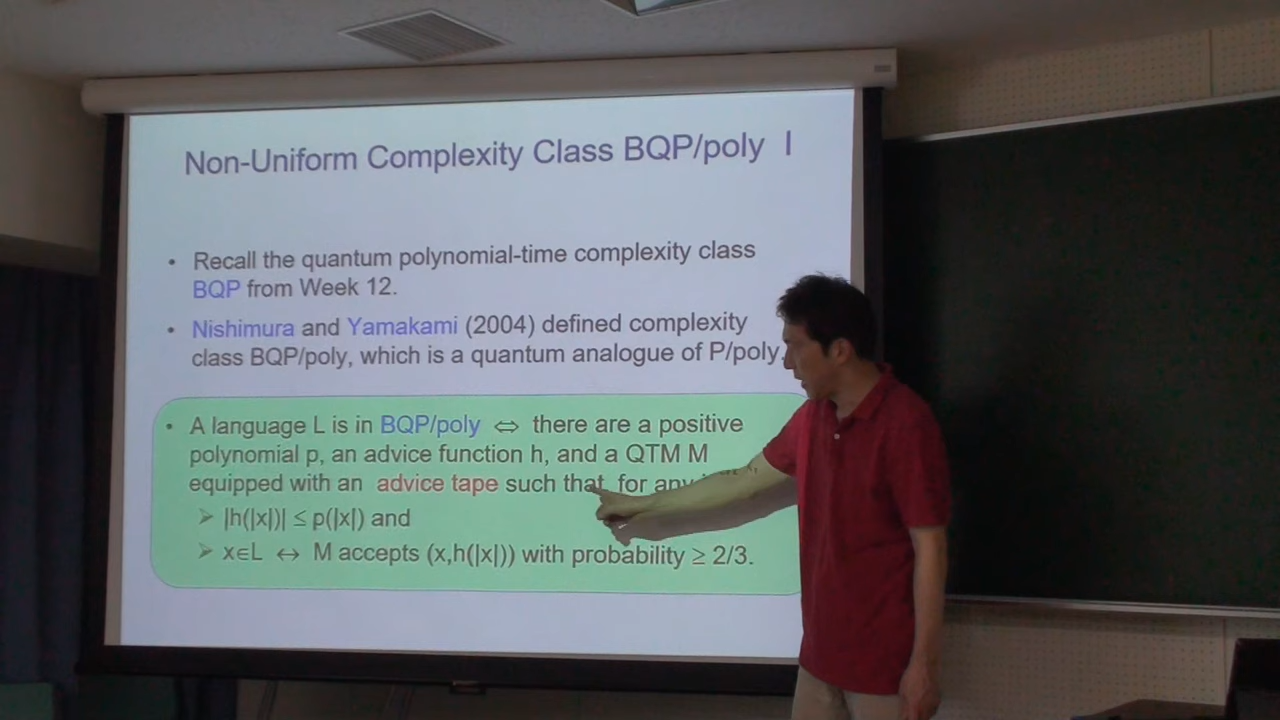 Non-Uniform Complexity Class BQP/poly I
• Recall the quantum polynomial-time complexity class
BQP from Week 12.
• Nishimura and Yamakami (2004) defined complexity
class BQP/poly, which is a quantum analogue of P/poly.
• A language L is in BQP/poly ⇔ there are a positive
polynomial p, an advice function h, and a QTM M
equipped with an advice tape such that, for any
➢ |h(|x|)| ≤ p(|x|) and
➢ x∈L ↔ M accepts (x,h(|x|)) with probability ≥ 2/3.